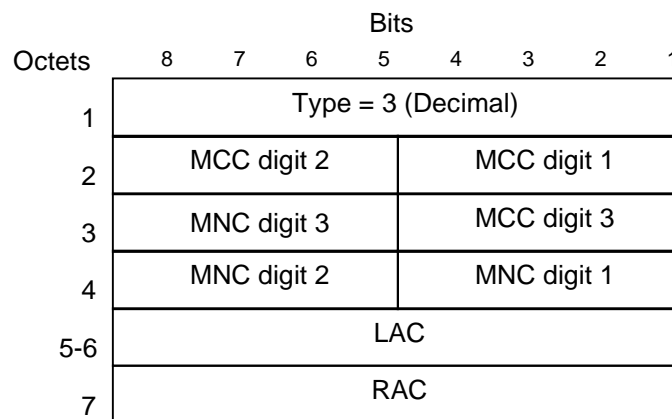 Bits
Octets 8 7 6 5 4 3 2 1
1 Type = 3 (Decimal)
2 MCC digit 2 MCC digit 1
3 MNC digit 3 MCC digit 3
4 MNC digit 2 MNC digit 1
5-6 LAC
7 RAC